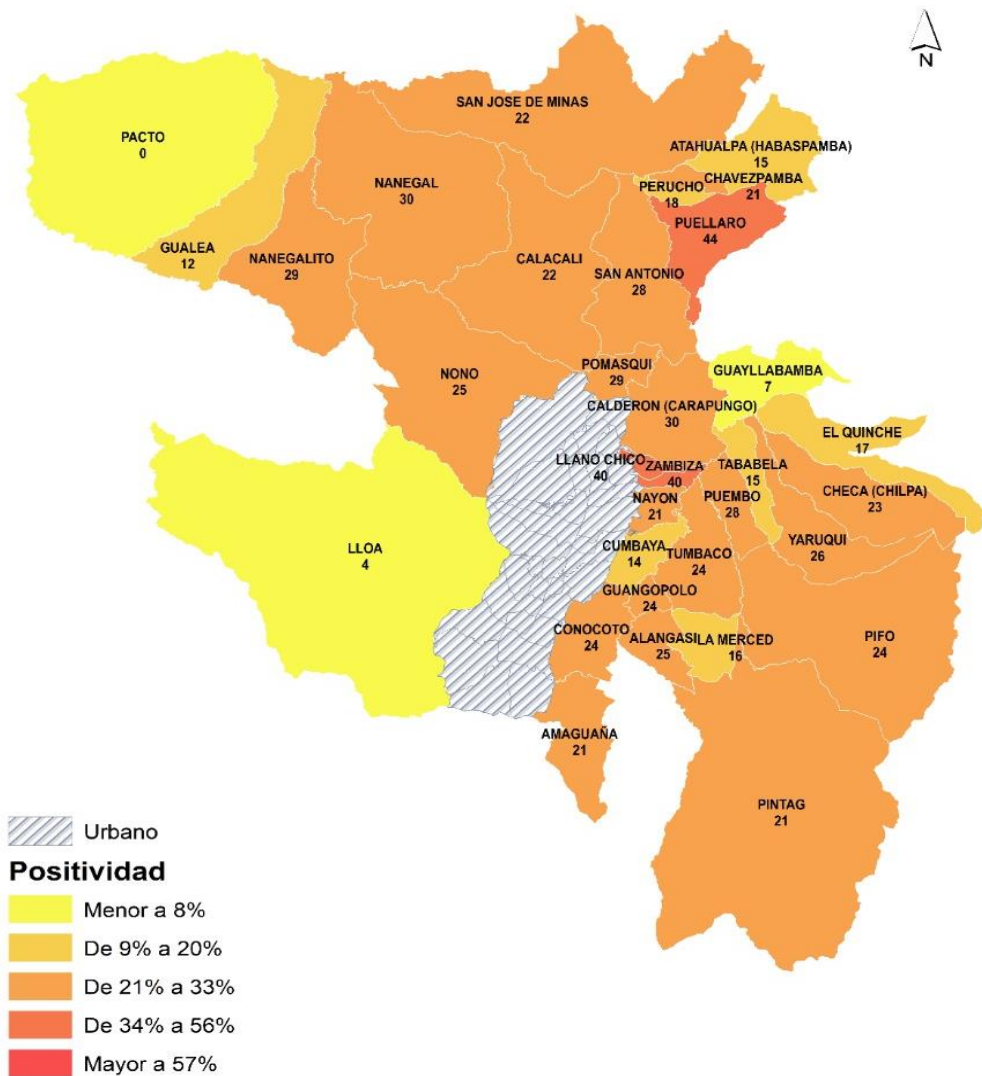 N
SAN JOSE DE MINAS
22
PACTO
0
ATAHUALPA (HABASPAMBA)
15
CHAVEZPAMBA
21
PERUCHO
18
NANEGAL
30
PUELLARO
44
GUALEA
12
NANEGALITO
29
CALACALI
22
SAN ANTONIO
28
POMASQUI
29
GUAYLLABAMBA
7
NONO
25
CALDERON (CARAPUNGO)
30
EL QUINCHE
17
LLANO CHICO
40
ZAMBIZA
40
TABABELA
15
CHECA (CHILPA)
23
NAYON
21
PUEMBO
28
YARUQUI
26
LLOA
4
CUMBAYA
14
TUMBACO
24
GUANGOPOLO
24
CONOCOTO
24
ALANGASI
25
LA MERCED
16
PIFO
24
AMAGUAÑA
21
PINTAG
21
Urbano
Positividad
Menor a 8%
De 9% a 20%
De 21% a 33%
De 34% a 56%
Mayor a 57%